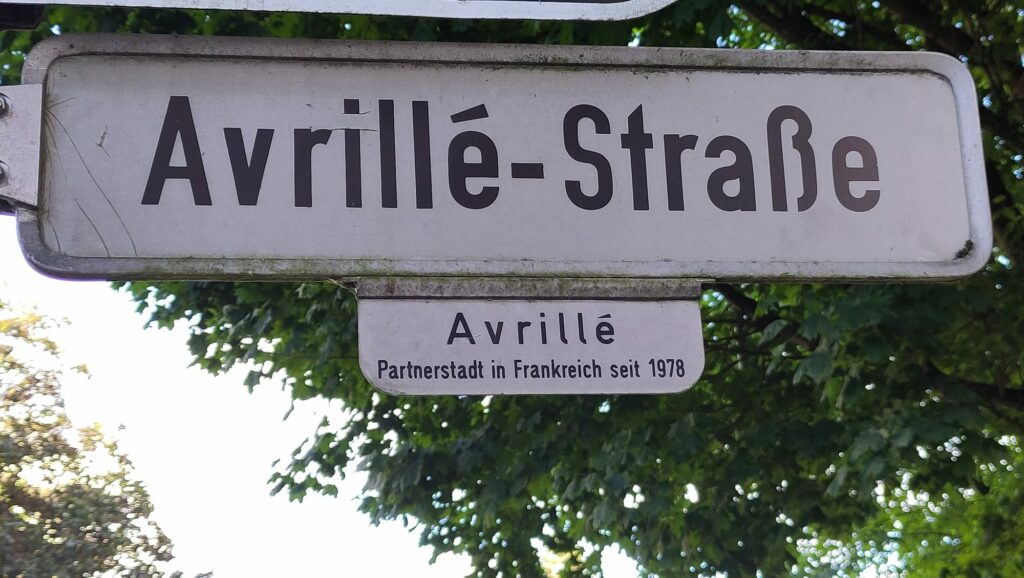 Avrillé-Straße
Avrillé
Partnerstadt in Frankreich seit 1978